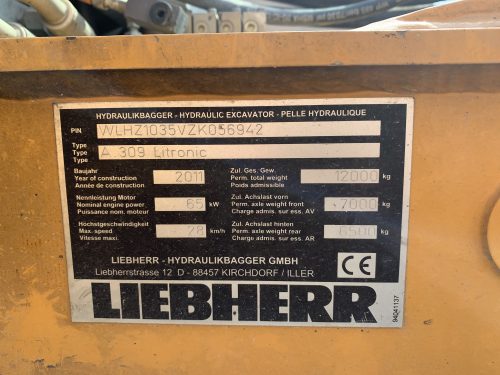 HYDRAULIKBAGGER - HYDRAULIC EXCAVATOR - PELLE HYDRAULIQUE
PIN WLHZ1035VZK056942
Type
Type A 309 Litronic
Type
Baujahr
Year of construction 2011
Année de construction
Zul. Ges. Gew.
Perm. total weight 12000 kg
Poids admissible
Nennleistung Motor
Nominal engine power 65 kW
Puissance nom. moteur
Zul. Achslast vorn
Perm. axle weight front 7000 kg
Charge admis. sur ess. AV
Höchstgeschwindigkeit
Max. speed 28 km/h
Vitesse maxi.
Zul. Achslast hinten
Perm. axle weight rear 6500 kg
Charge admis. sur ess. AR
LIEBHERR - HYDRAULIKBAGGER GMBH
Liebherrstrasse 12 D - 88457 KIRCHDORF / ILLER
CE
LIEBHERR
94041137